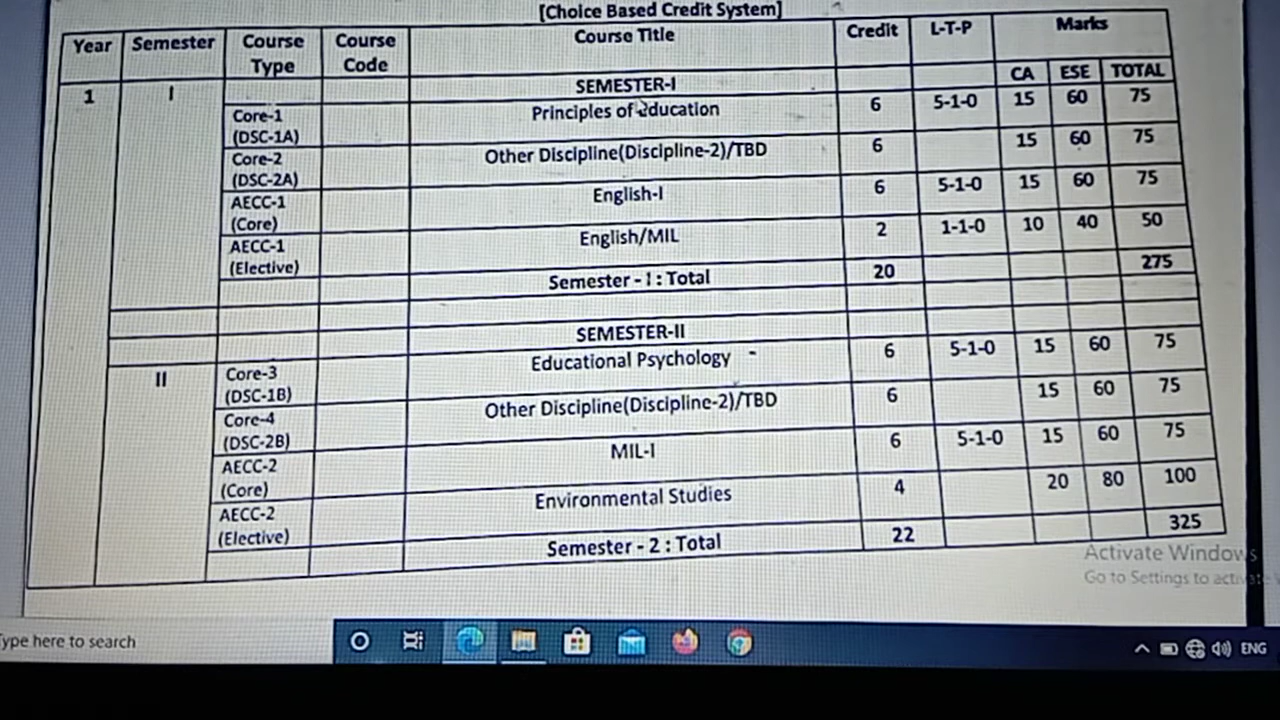 [Choice Based Credit System]
Year Semester Course Type Course Code Course Title Credit L-T-P Marks
CA ESE TOTAL
1 I SEMESTER-I
Core-1 (DSC-1A) Principles of education 6 5-1-0 15 60 75
Core-2 (DSC-2A) Other Discipline(Discipline-2)/TBD 6 15 60 75
AECC-1 (Core) English-I 6 5-1-0 15 60 75
AECC-1 (Elective) English/MIL 2 1-1-0 10 40 50
Semester - I : Total 20 275
SEMESTER-II
II Core-3 (DSC-1B) Educational Psychology 6 5-1-0 15 60 75
Core-4 (DSC-2B) Other Discipline(Discipline-2)/TBD 6 15 60 75
AECC-2 (Core) MIL-I 6 5-1-0 15 60 75
AECC-2 (Elective) Environmental Studies 4 20 80 100
Semester - 2 : Total 22 325
Activate Windows
Go to Settings to activate
Type here to search
ENG